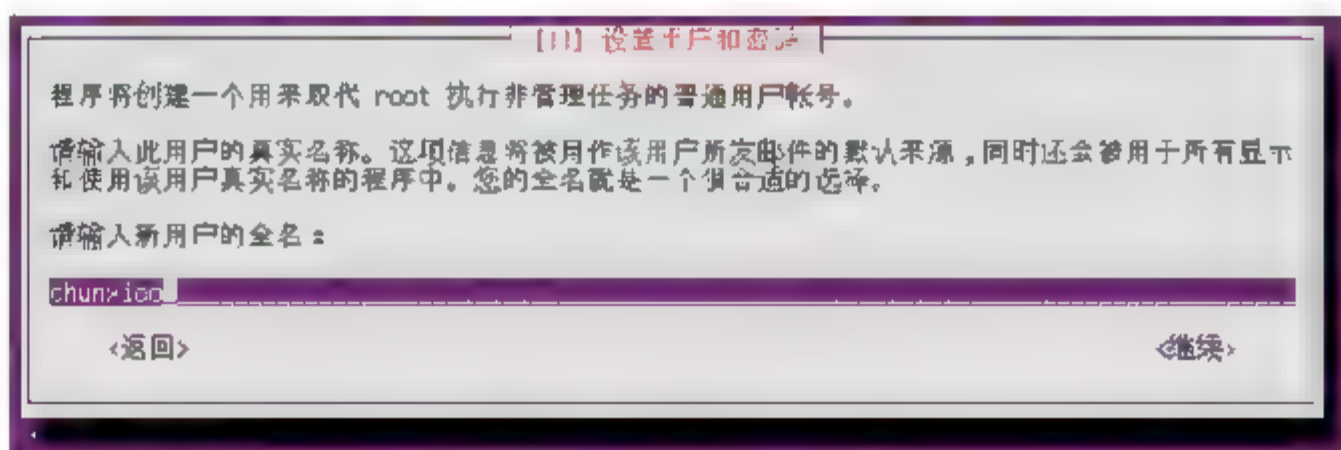 [!!] 设置用户和密码
程序将创建一个用来取代 root 执行非管理任务的普通用户帐号。
请输入此用户的真实名称。这项信息将被用作该用户所发邮件的默认来源,同时还会被用于所有显示
和使用该用户真实名称的程序中。您的全名就是一个很合适的选择。
请输入新用户的全名:
chunxiao
<返回> <继续>